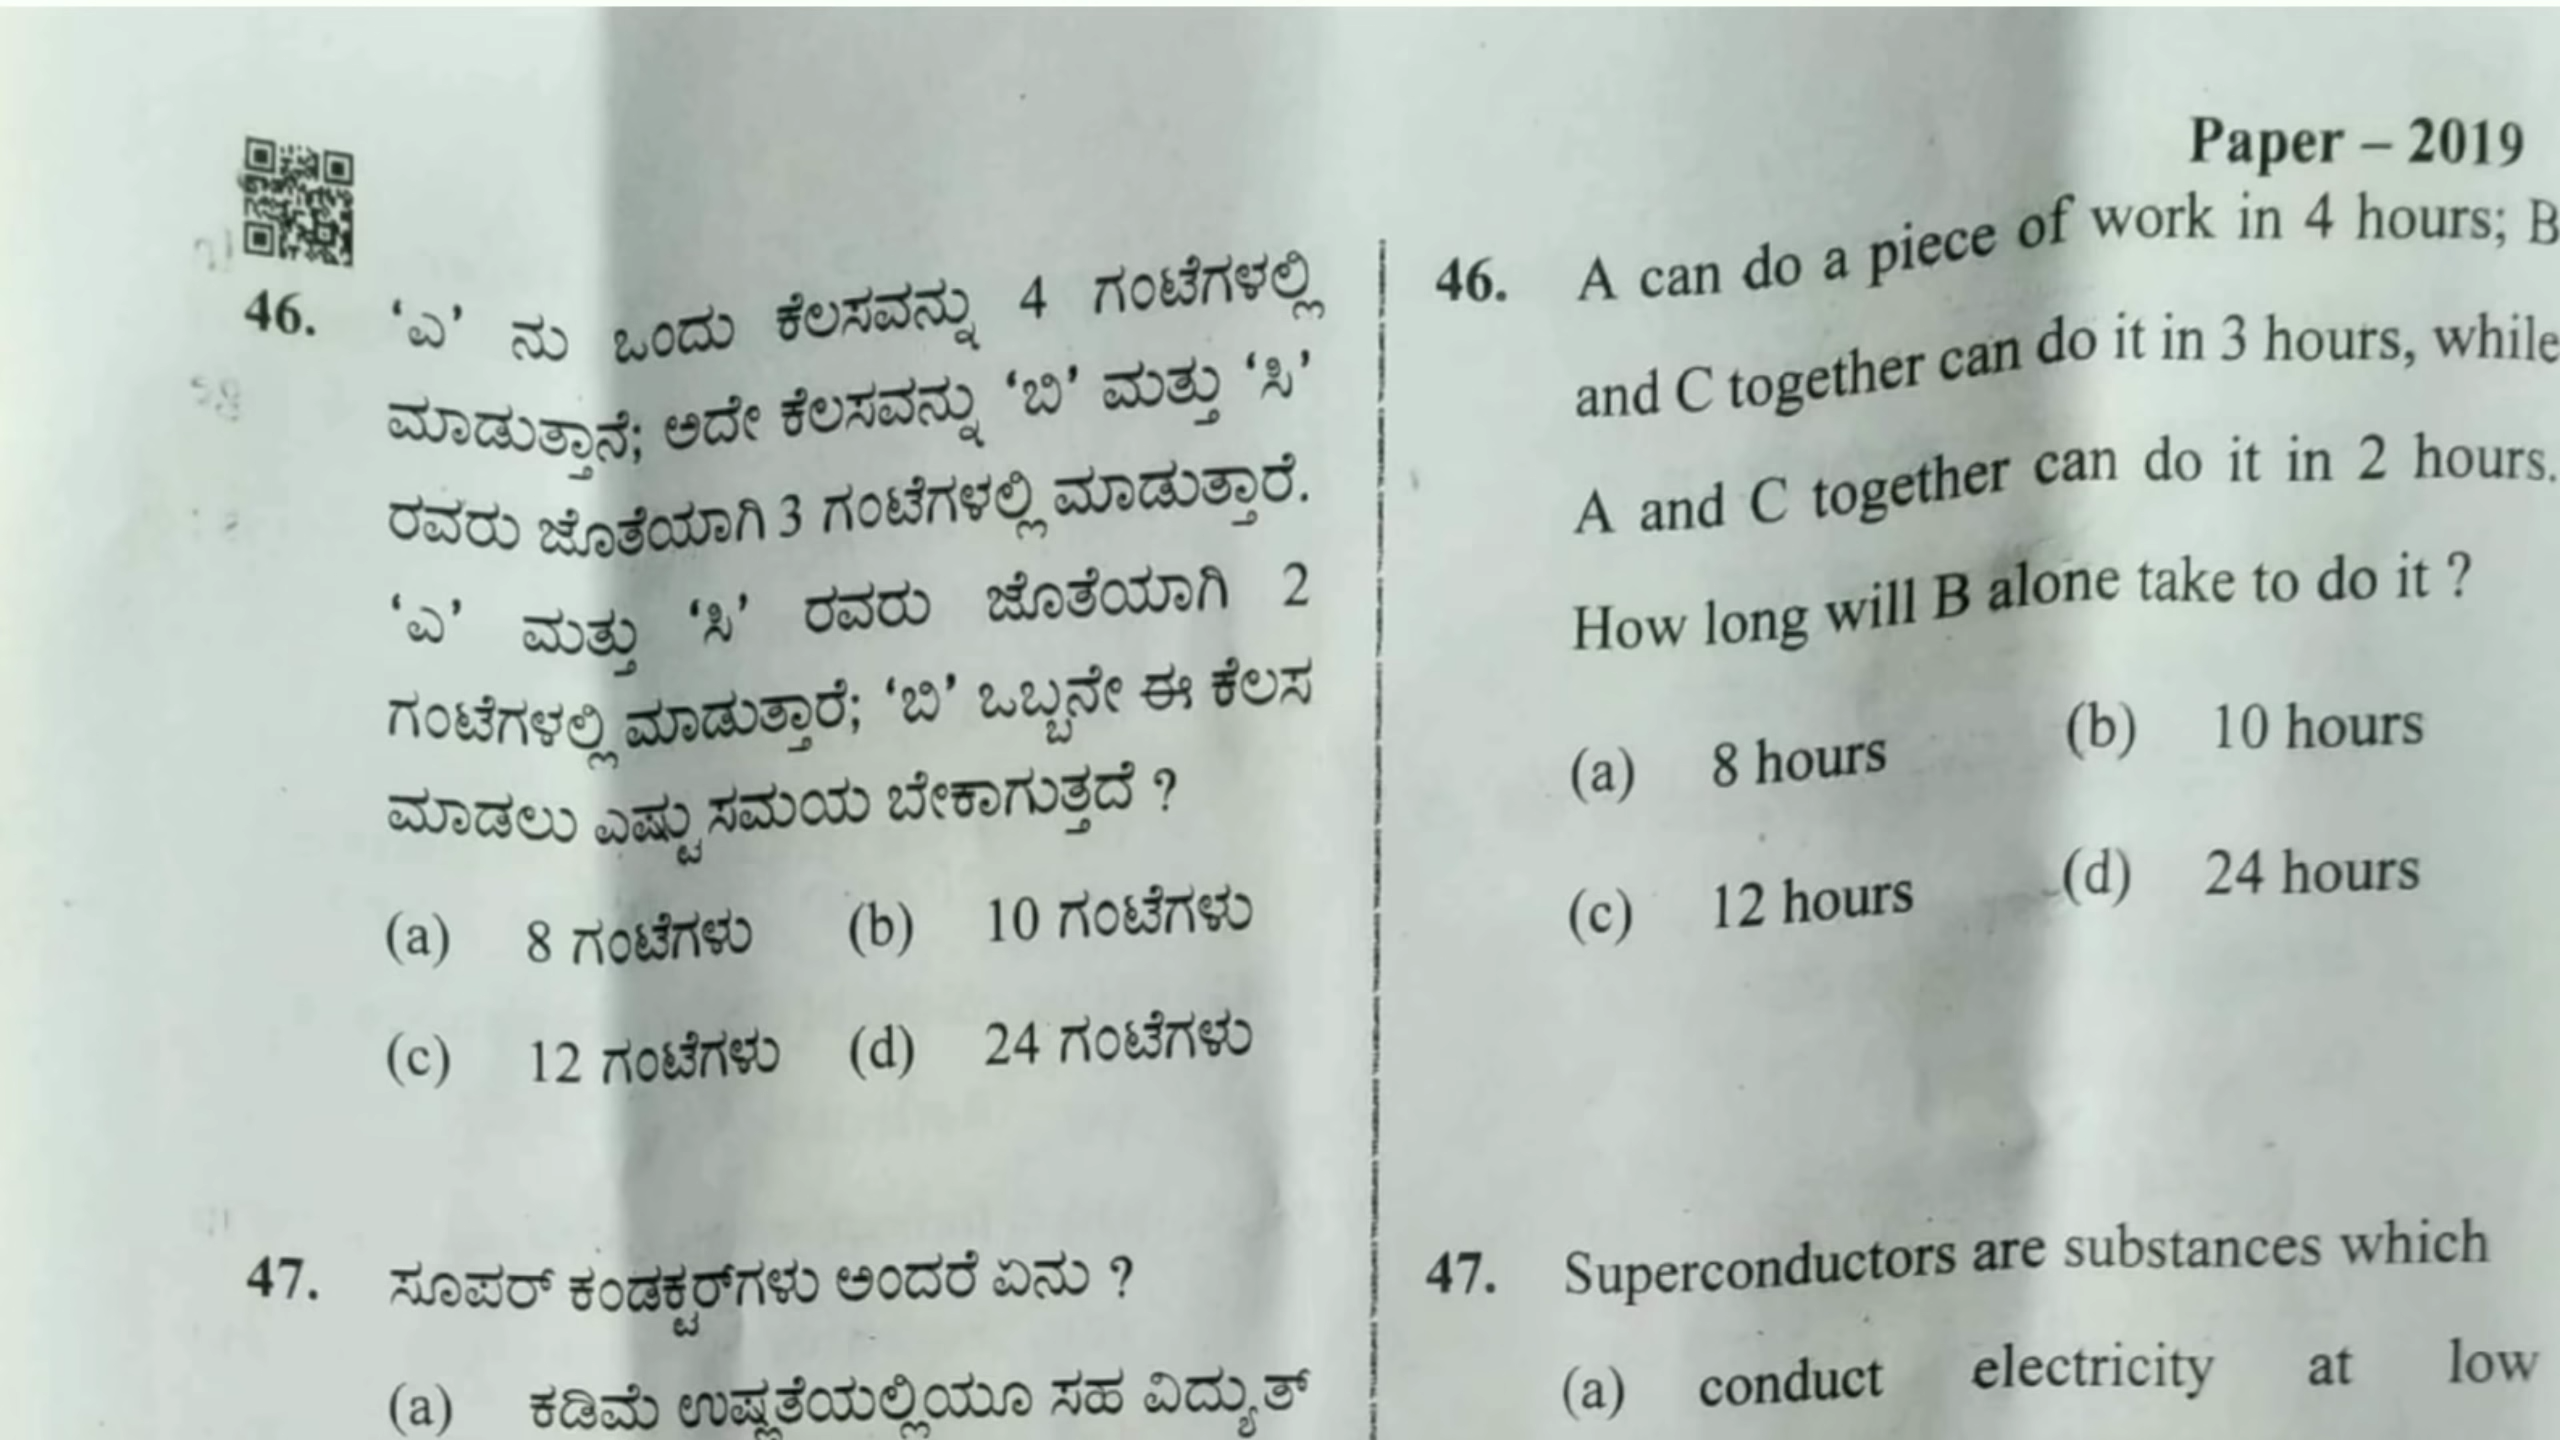 46. ‘ಎ’ ನು ಒಂದು ಕೆಲಸವನ್ನು 4 ಗಂಟೆಗಳಲ್ಲಿ
ಮಾಡುತ್ತಾನೆ; ಅದೇ ಕೆಲಸವನ್ನು ‘ಬಿ’ ಮತ್ತು ‘ಸಿ’
ರವರು ಜೊತೆಯಾಗಿ 3 ಗಂಟೆಗಳಲ್ಲಿ ಮಾಡುತ್ತಾರೆ.
‘ಎ’ ಮತ್ತು ‘ಸಿ’ ರವರು ಜೊತೆಯಾಗಿ 2
ಗಂಟೆಗಳಲ್ಲಿ ಮಾಡುತ್ತಾರೆ; ‘ಬಿ’ ಒಬ್ಬನೇ ಈ ಕೆಲಸ
ಮಾಡಲು ಎಷ್ಟು ಸಮಯ ಬೇಕಾಗುತ್ತದೆ ?
(a) 8 ಗಂಟೆಗಳು (b) 10 ಗಂಟೆಗಳು
(c) 12 ಗಂಟೆಗಳು (d) 24 ಗಂಟೆಗಳು
47. ಸೂಪರ್ ಕಂಡಕ್ಟರ್‌ಗಳು ಅಂದರೆ ಏನು ?
(a) ಕಡಿಮೆ ಉಷ್ಣತೆಯಲ್ಲಿಯೂ ಸಹ ವಿದ್ಯುತ್
Paper – 2019
46. A can do a piece of work in 4 hours; B
and C together can do it in 3 hours, while
A and C together can do it in 2 hours.
How long will B alone take to do it ?
(a) 8 hours (b) 10 hours
(c) 12 hours (d) 24 hours
47. Superconductors are substances which
(a) conduct electricity at low